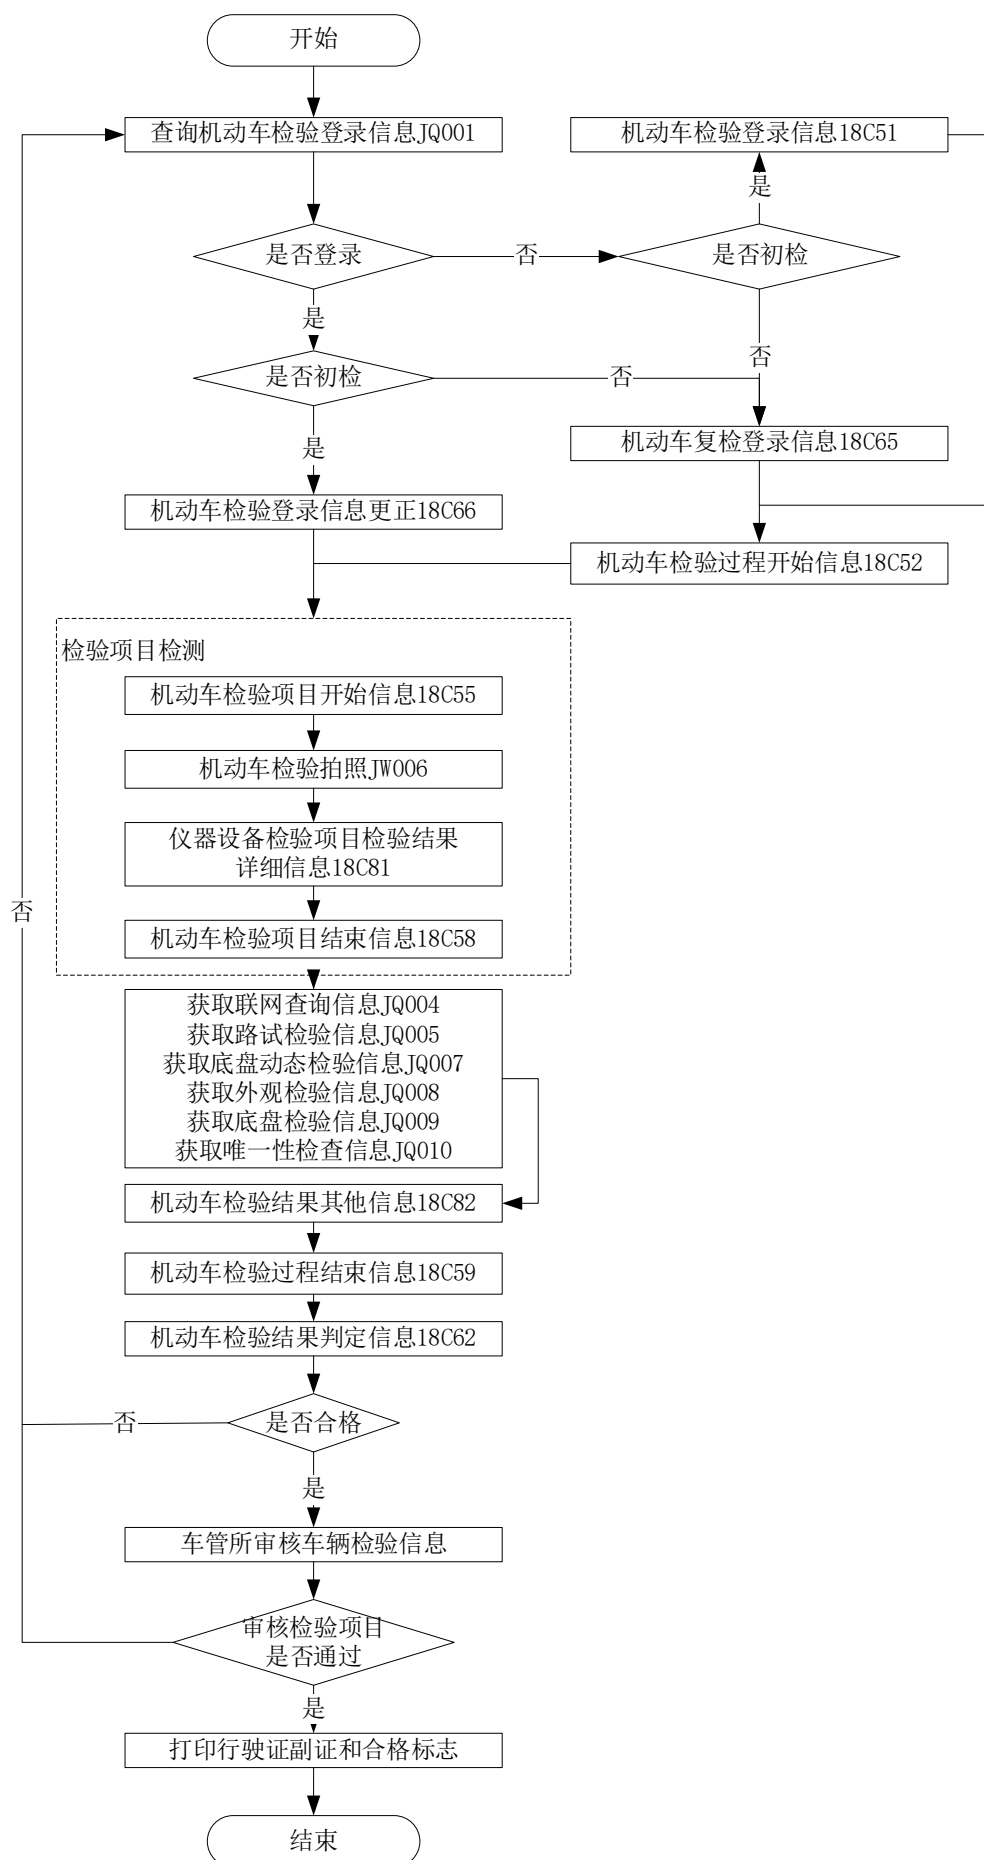 开始
查询机动车检验登录信息JQ001
机动车检验登录信息18C51
是
是否登录
否
是否初检
是
否
是否初检
否
机动车复检登录信息18C65
是
机动车检验登录信息更正18C66
机动车检验过程开始信息18C52
检验项目检测
机动车检验项目开始信息18C55
机动车检验拍照JW006
仪器设备检验项目检验结果
详细信息18C81
否
机动车检验项目结束信息18C58
获取联网查询信息JQ004
获取路试检验信息JQ005
获取底盘动态检验信息JQ007
获取外观检验信息JQ008
获取底盘检验信息JQ009
获取唯一性检查信息JQ010
机动车检验结果其他信息18C82
机动车检验过程结束信息18C59
机动车检验结果判定信息18C62
否
是否合格
是
车管所审核车辆检验信息
审核检验项目
是否通过
是
打印行驶证副证和合格标志
结束